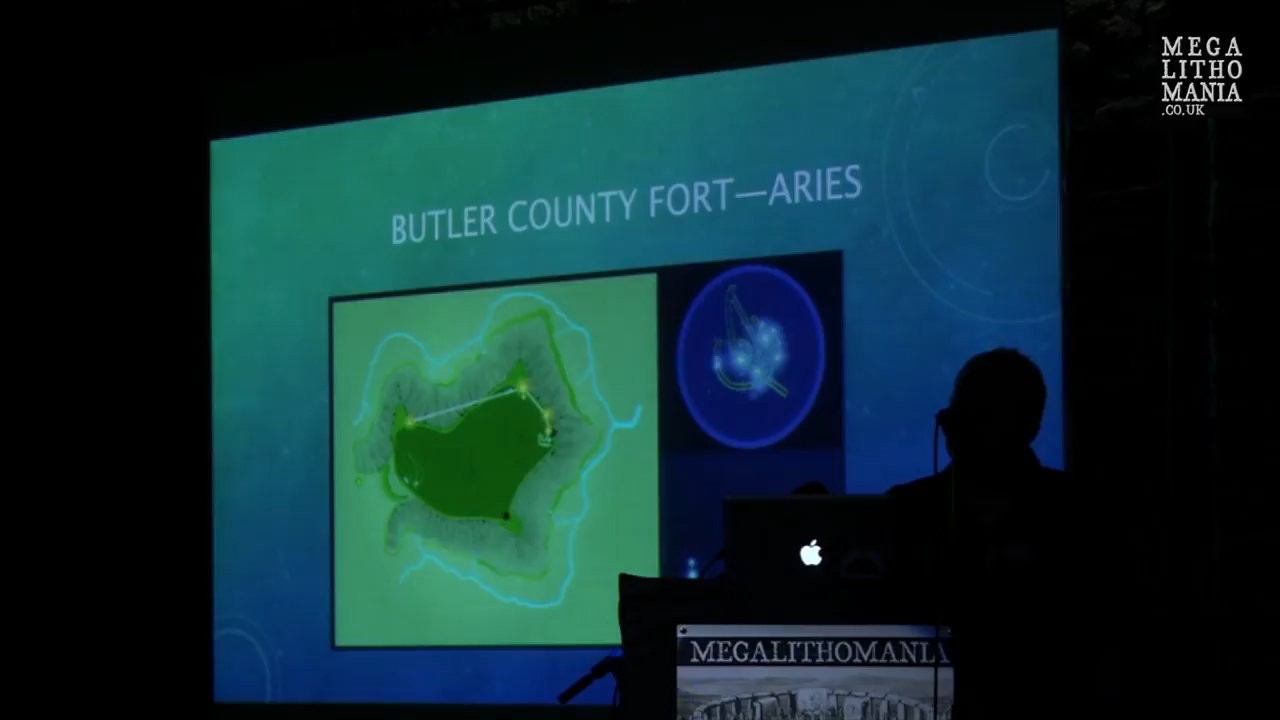 MEGA
LITHO
MANIA
.CO.UK
BUTLER COUNTY FORT—ARIES
MEGALITHOMANIA